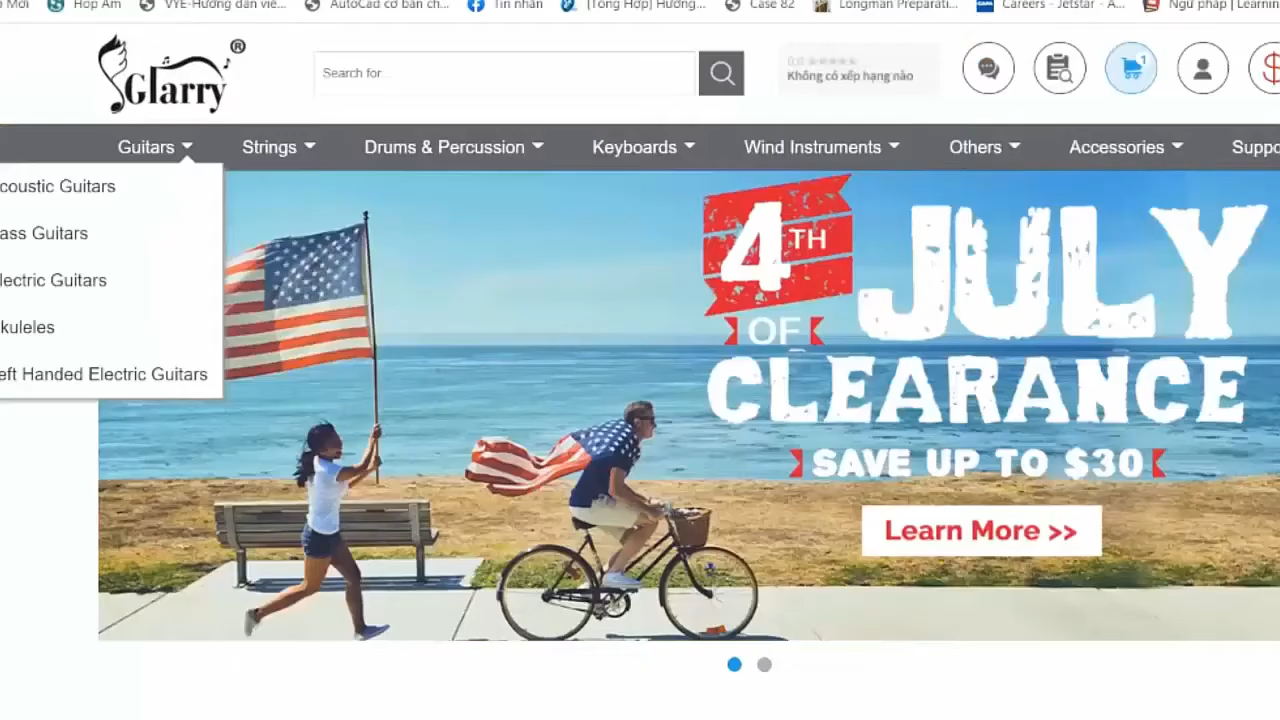 Mới Hợp Âm VYE-Hướng dẫn viê... AutoCad cơ bản ch... Tin nhắn [Tổng Hợp] Hướng... Case 82 Longman Preparati... Careers - Jetstar - A... Ngữ pháp | Learnin
Glarry ®
Search for
0.0 ★★★★★
Không có xếp hạng nào
1
$
Guitars Strings Drums & Percussion Keyboards Wind Instruments Others Accessories Suppo
coustic Guitars
ass Guitars
lectric Guitars
kuleles
eft Handed Electric Guitars
4TH
OF
JULY
CLEARANCE
SAVE UP TO $30
Learn More >>